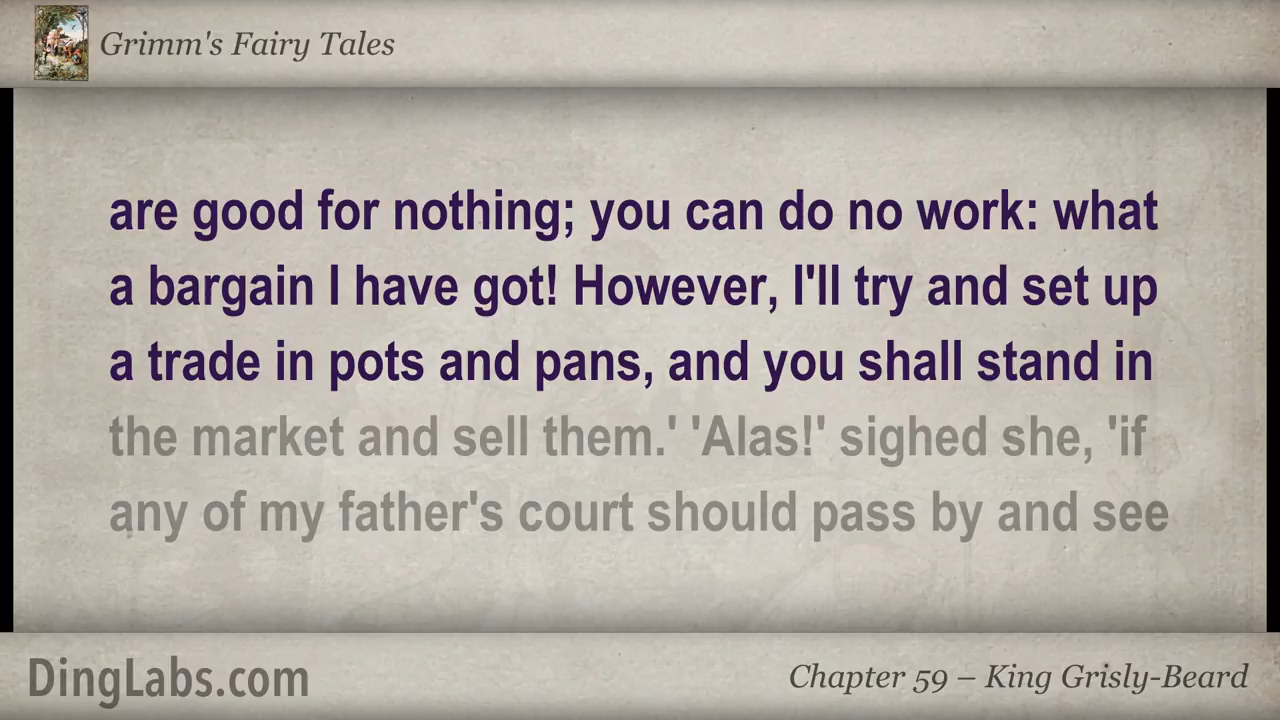 Grimm's Fairy Tales
are good for nothing; you can do no work: what
a bargain I have got! However, I'll try and set up
a trade in pots and pans, and you shall stand in
the market and sell them.' 'Alas!' sighed she, 'if
any of my father's court should pass by and see
DingLabs.com
Chapter 59 – King Grisly-Beard